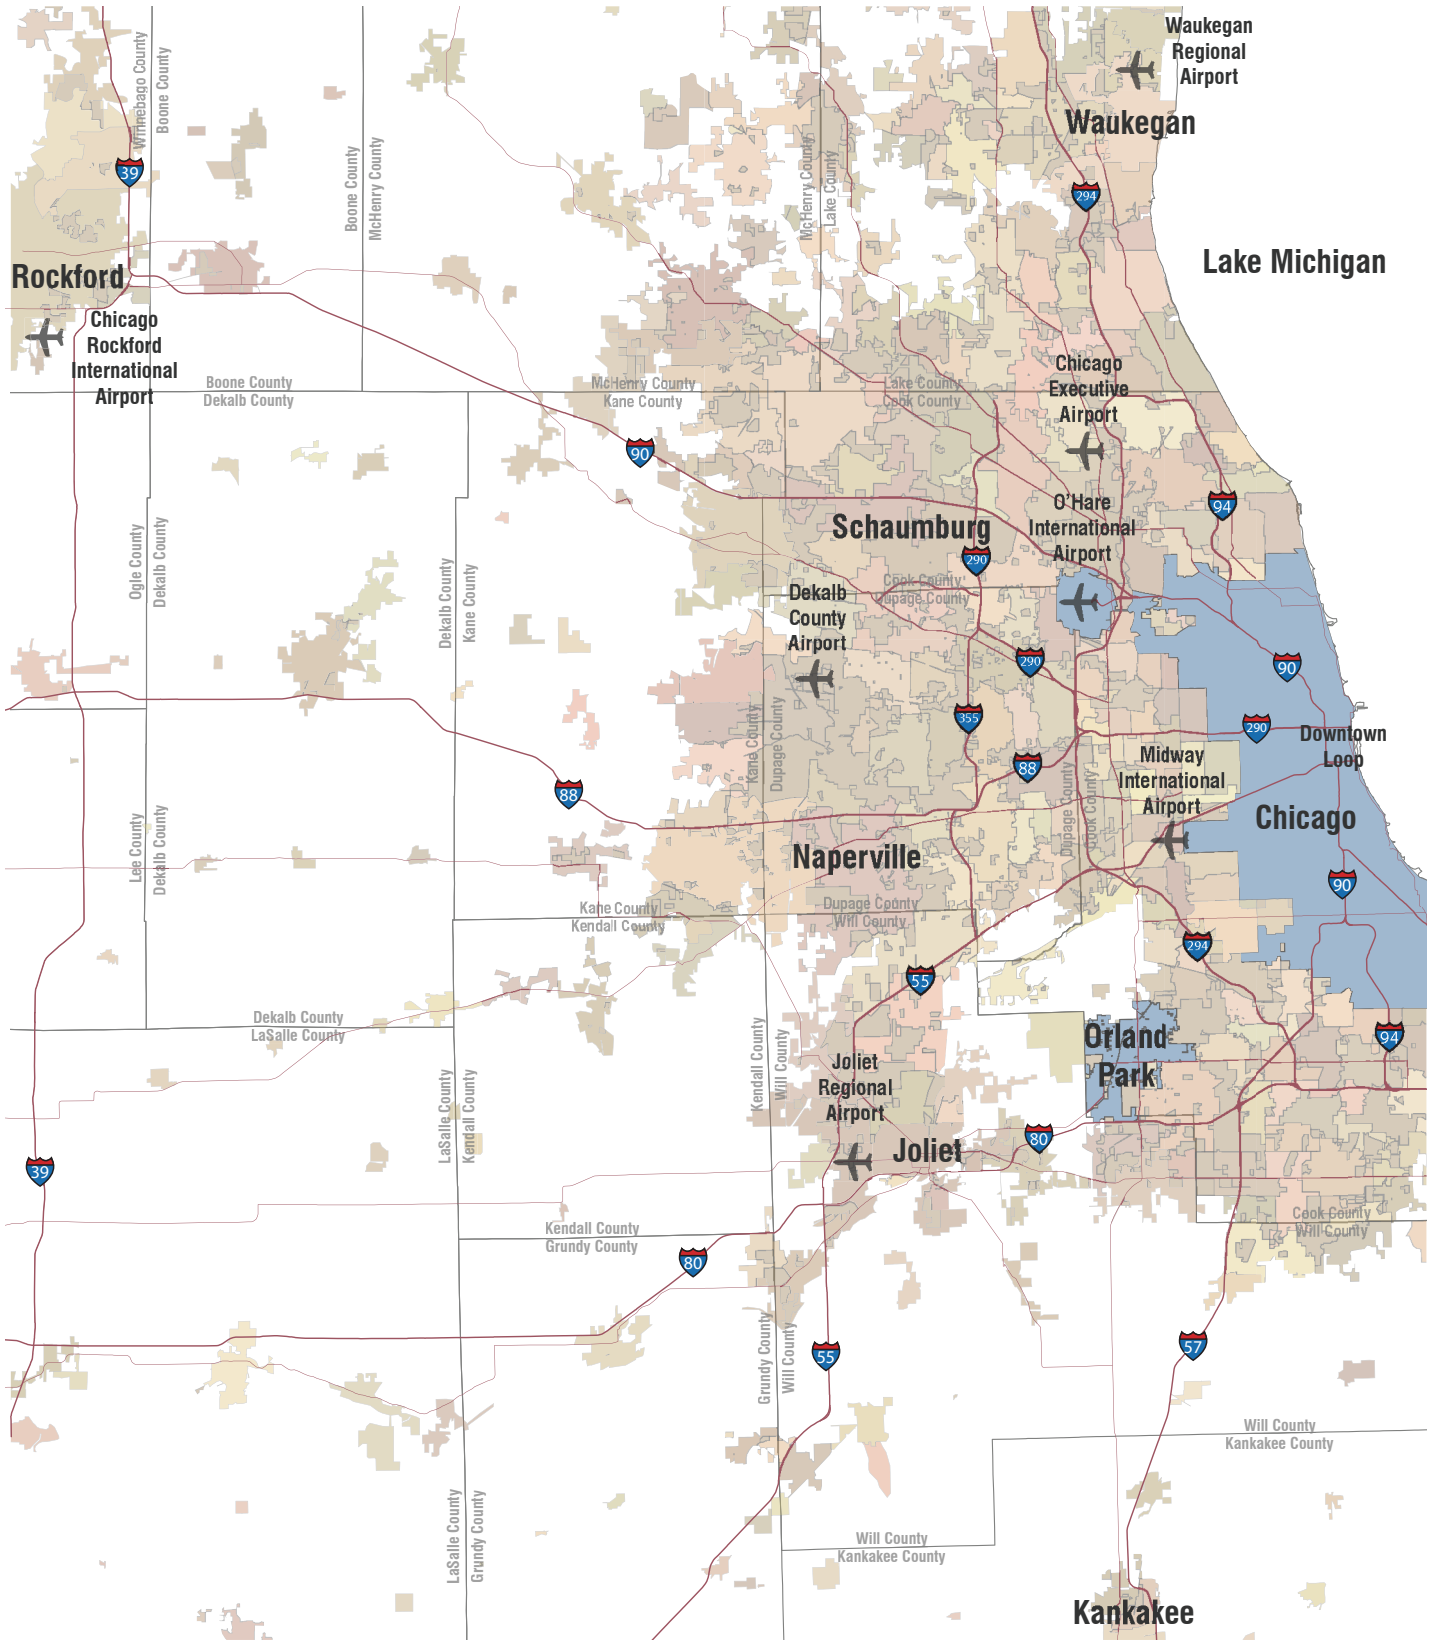 Waukegan
Regional
Airport
Waukegan
Winnebago County
Boone County
39
Boone County
McHenry County
McHenry County
Lake County
294
Lake Michigan
Rockford
Chicago
Rockford
International
Airport
Chicago
Executive
Airport
Boone County
Dekalb County
McHenry County
Kane County
Lake County
Cook County
90
94
Schaumburg
O'Hare
International
Airport
290
Ogle County
Dekalb County
Dekalb County
Kane County
Cook County
Dupage County
Dekalb
County
Airport
290
90
355
290
Downtown
Loop
Kane County
Dupage County
88
Midway
International
Airport
88
Dupage County
Cook County
Chicago
Lee County
Dekalb County
Naperville
90
Kane County
Kendall County
Dupage County
Will County
294
55
Dekalb County
LaSalle County
Orland
Park
94
Kendall County
Will County
Joliet
Regional
Airport
LaSalle County
Kendall County
80
Joliet
39
Cook County
Will County
Kendall County
Grundy County
80
Grundy County
Will County
55
57
Will County
Kankakee County
LaSalle County
Grundy County
Will County
Kankakee County
Kankakee